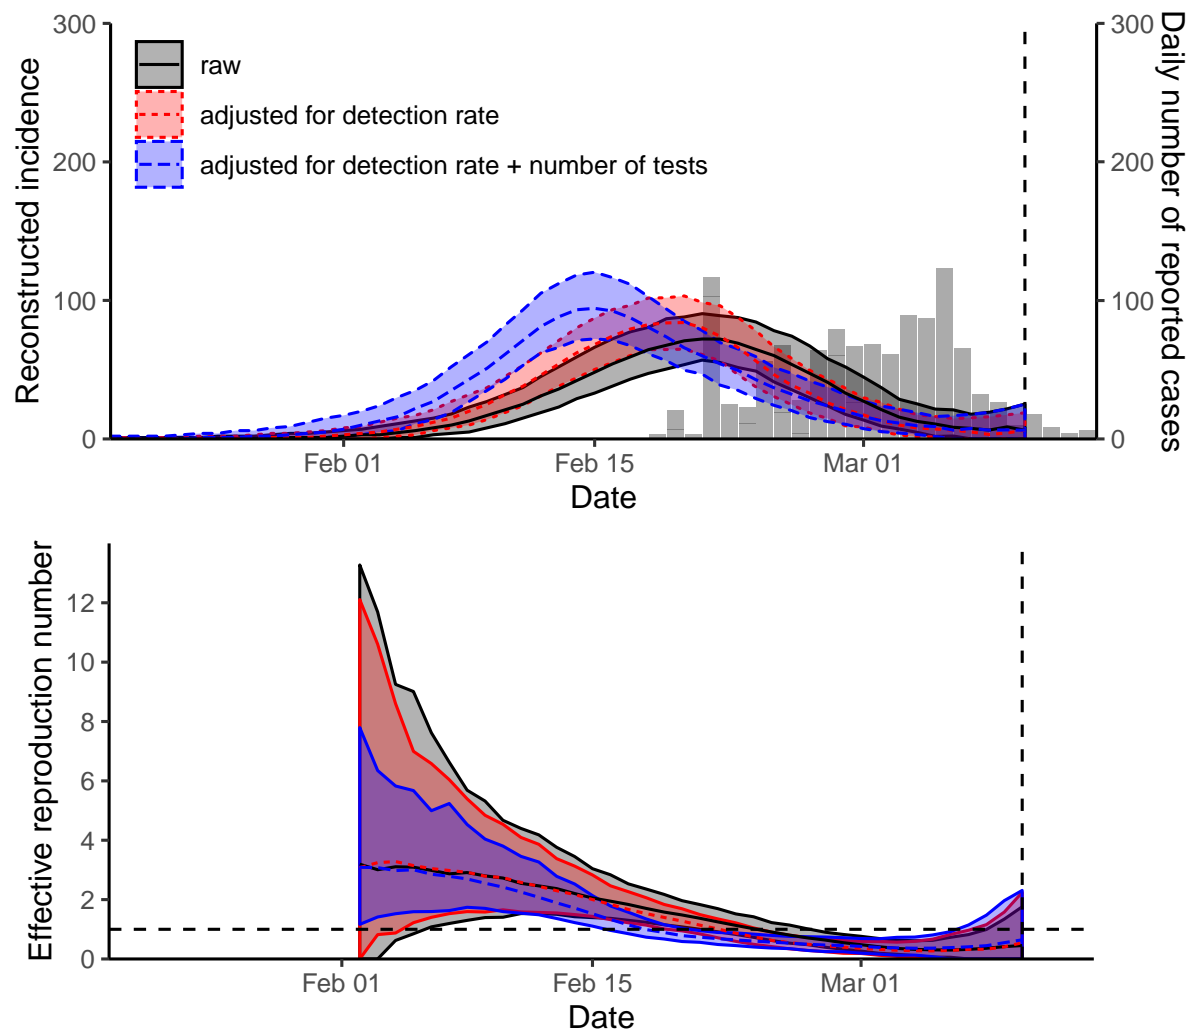 300
200
100
0
Reconstructed incidence
raw
adjusted for detection rate
adjusted for detection rate + number of tests
300
200
100
0
Daily number of reported cases
Feb 01
Feb 15
Mar 01
Date
12
10
8
6
4
2
0
Effective reproduction number
Feb 01
Feb 15
Mar 01
Date